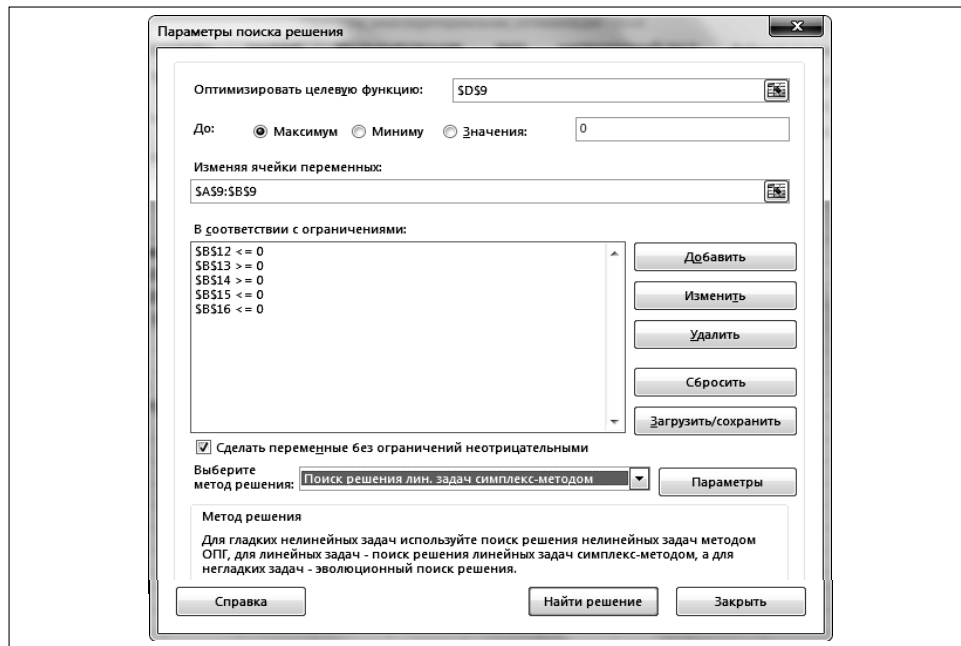 Параметры поиска решения
Оптимизировать целевую функцию: $D$9
До: Максимум Миниму Значения: 0
Изменяя ячейки переменных:
$A$9:$B$9
В соответствии с ограничениями:
$B$12 <= 0
$B$13 >= 0
$B$14 >= 0
$B$15 <= 0
$B$16 <= 0
Добавить
Изменить
Удалить
Сбросить
Загрузить/сохранить
Сделать переменные без ограничений неотрицательными
Выберите
метод решения: Поиск решения лин. задач симплекс-методом
Параметры
Метод решения
Для гладких нелинейных задач используйте поиск решения нелинейных задач методом
ОПГ, для линейных задач - поиск решения линейных задач симплекс-методом, а для
негладких задач - эволюционный поиск решения.
Справка Найти решение Закрыть